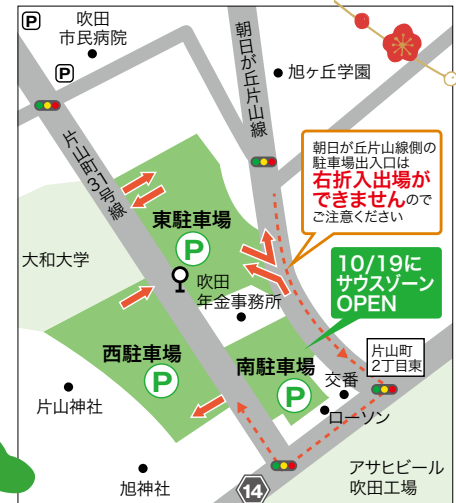 P
吹田
市民病院
P
朝日が丘片山線
旭ヶ丘学園
片山町31号線
朝日が丘片山線側の
駐車場出入口は
右折入出場が
できませんので
ご注意ください
東駐車場
P
大和大学
吹田
年金事務所
10/19に
サウスゾーン
OPEN
西駐車場
P
南駐車場
P
片山町
2丁目東
交番
ローソン
片山神社
旭神社
14
アサヒビール
吹田工場